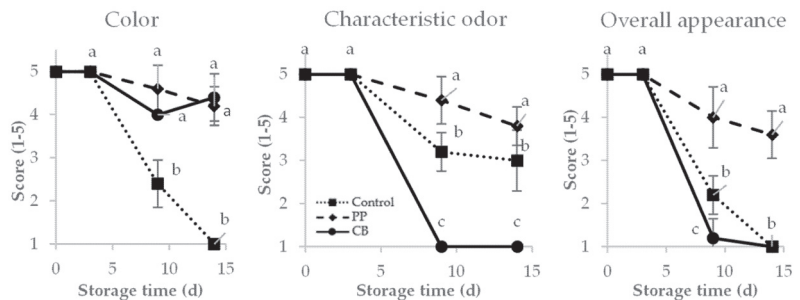 Color
a
a
a
a
a
b
b
5
4
3
2
1
0
5
10
15
Score (1-5)
Storage time (d)
Characteristic odor
a
a
a
a
b
b
c
c
5
4
3
2
1
0
5
10
15
Score (1-5)
Storage time (d)
Control
PP
CB
Overall appearance
a
a
a
a
b
b
c
5
4
3
2
1
0
5
10
15
Score (1-5)
Storage time (d)